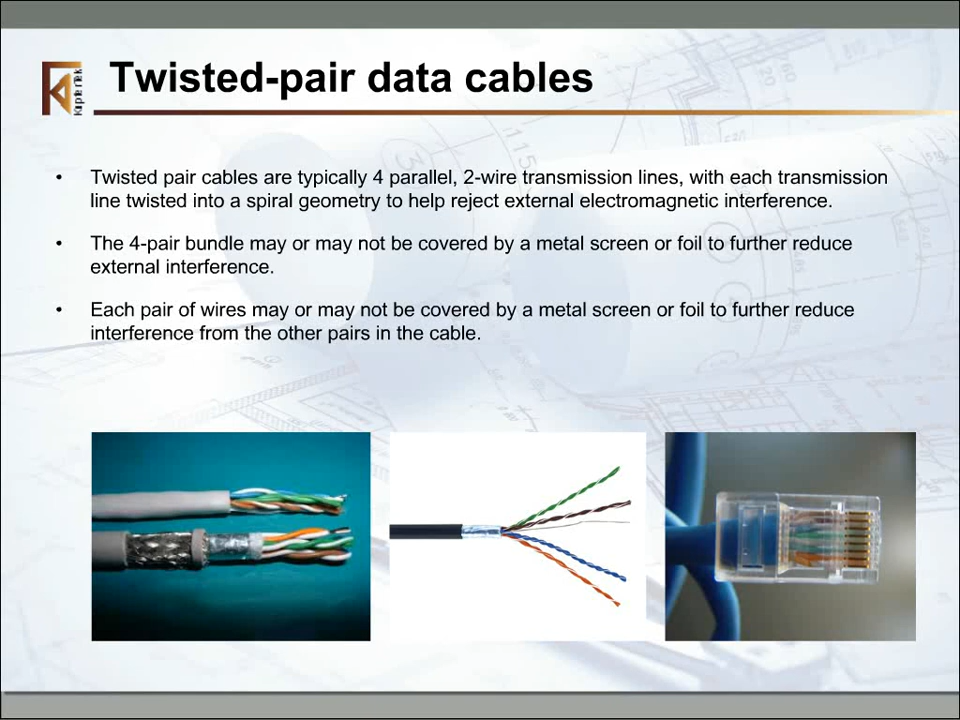 KupferTek
Twisted-pair data cables
• Twisted pair cables are typically 4 parallel, 2-wire transmission lines, with each transmission
line twisted into a spiral geometry to help reject external electromagnetic interference.
• The 4-pair bundle may or may not be covered by a metal screen or foil to further reduce
external interference.
• Each pair of wires may or may not be covered by a metal screen or foil to further reduce
interference from the other pairs in the cable.